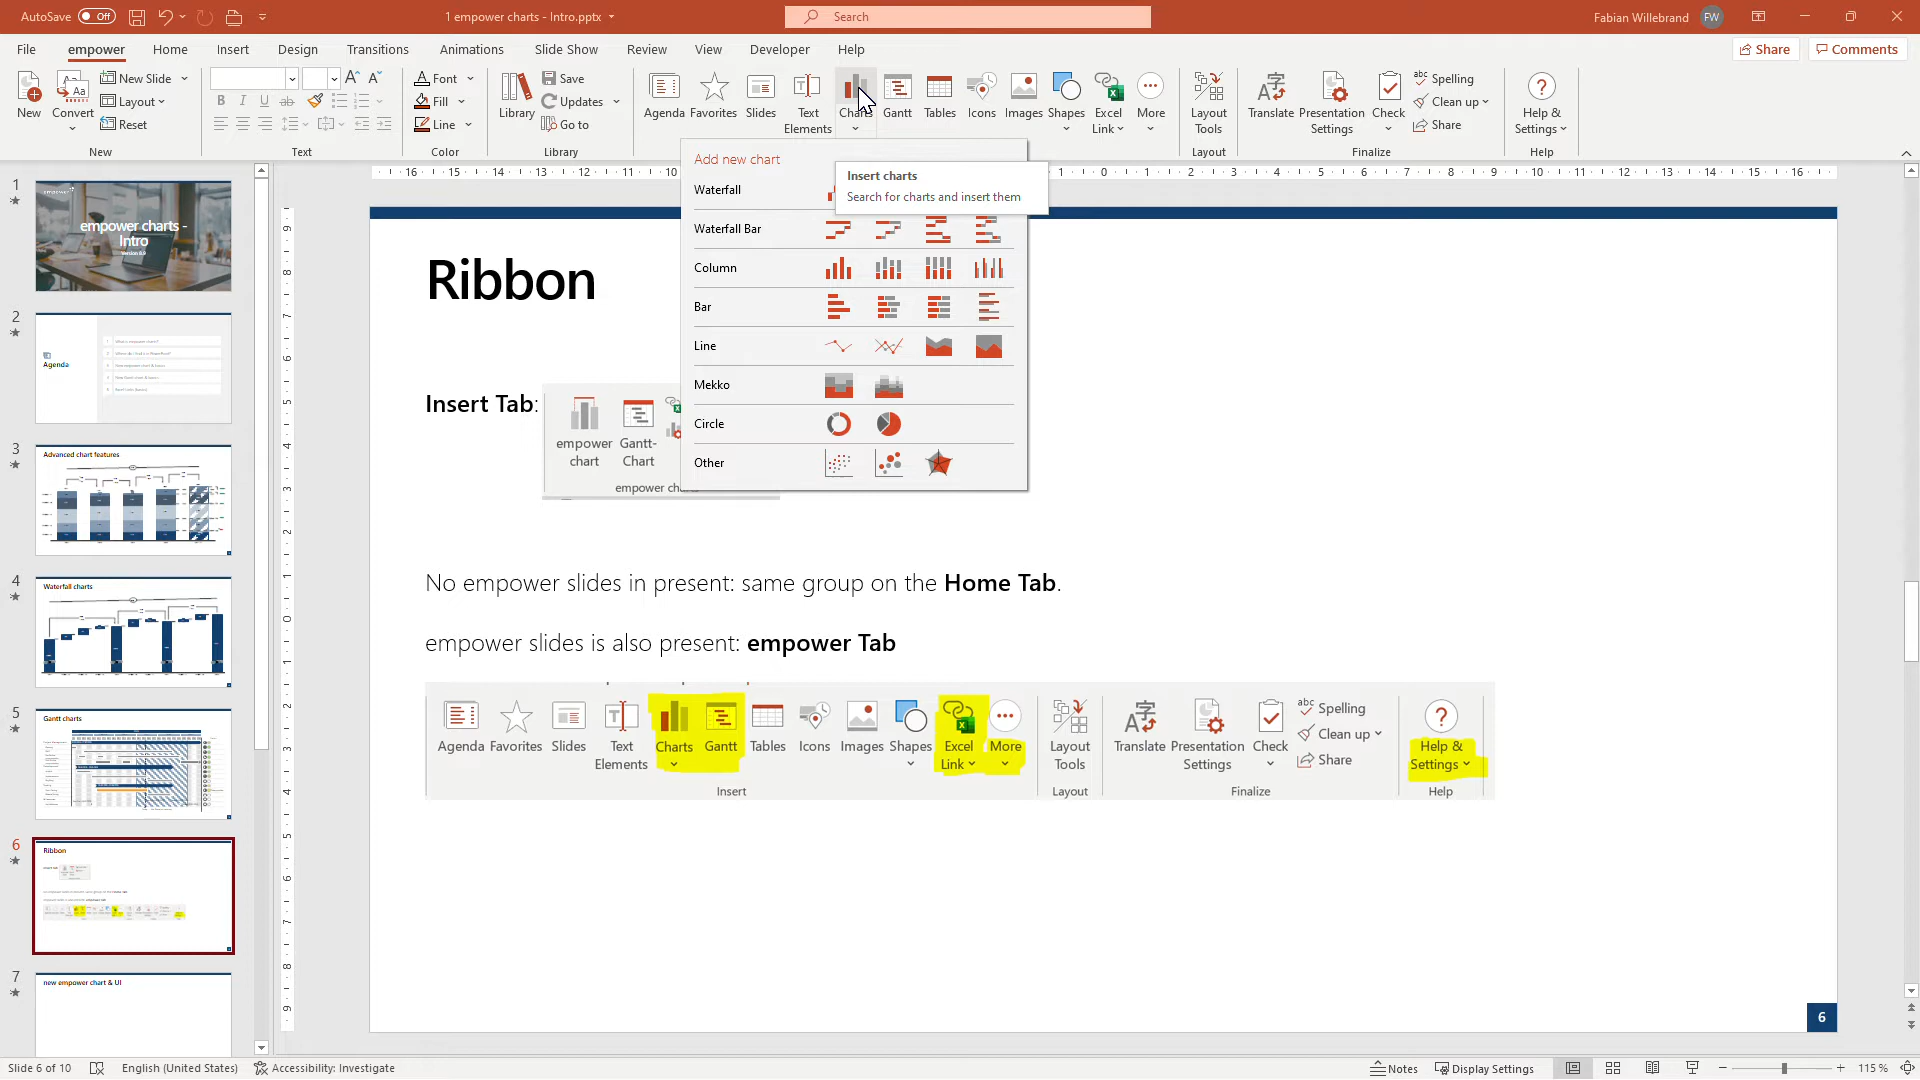 AutoSave Off
1 empower charts - Intro.pptx
Search
Fabian Willebrand FW
File empower Home Insert Design Transitions Animations Slide Show Review View Developer Help
Share Comments
New
Convert
New Slide
Layout
Reset
New
B I U ab
Text
Font
Fill
Line
Color
Library
Save
Updates
Go to
Library
Agenda
Favorites
Slides
Text
Elements
Charts
Gantt
Tables
Icons
Images
Shapes
Excel
Link
More
Layout
Tools
Layout
Translate
Presentation
Settings
Check
Spelling
Clean up
Share
Finalize
Help &
Settings
Help
Add new chart
Insert charts
Search for charts and insert them
Waterfall
Waterfall Bar
Column
Bar
Line
Mekko
Circle
Other
1
empower charts -
Intro
2
Agenda
3
Advanced chart features
4
Waterfall charts
5
Gantt charts
6
Ribbon
7
new empower chart & UI
Ribbon
Insert Tab:
empower
chart
Gantt-
Chart
No empower slides in present: same group on the Home Tab.
empower slides is also present: empower Tab
Agenda
Favorites
Slides
Text
Elements
Charts
Gantt
Tables
Icons
Images
Shapes
Excel
Link
More
Insert
Layout
Tools
Layout
Translate
Presentation
Settings
Check
Spelling
Clean up
Share
Finalize
Help &
Settings
Help
6
Slide 6 of 10 English (United States) Accessibility: Investigate
Notes Display Settings 115 %